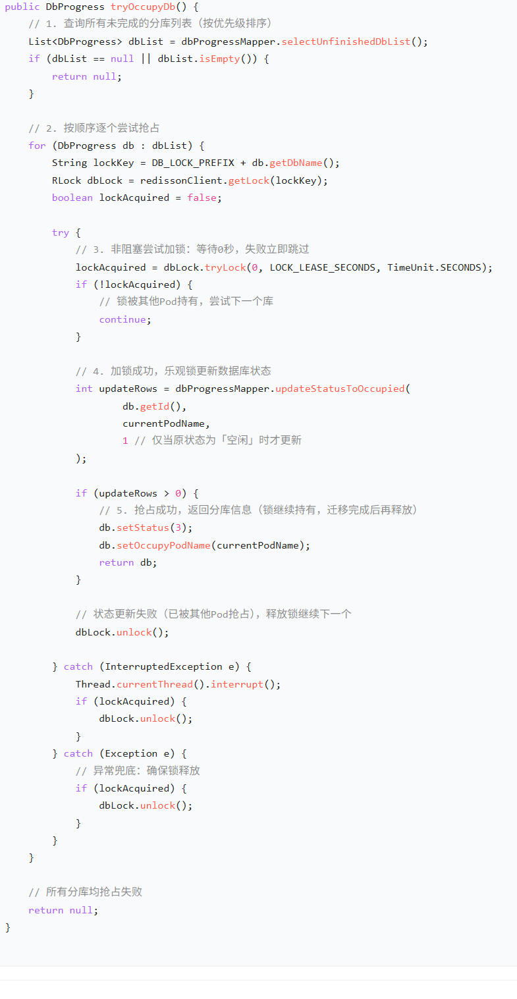 public DbProgress tryOccupyDb() {
    // 1. 查询所有未完成的分库列表（按优先级排序）
    List<DbProgress> dbList = dbProgressMapper.selectUnfinishedDbList();
    if (dbList == null || dbList.isEmpty()) {
        return null;
    }

    // 2. 按顺序逐个尝试抢占
    for (DbProgress db : dbList) {
        String lockKey = DB_LOCK_PREFIX + db.getDbName();
        RLock dbLock = redissonClient.getLock(lockKey);
        boolean lockAcquired = false;

        try {
            // 3. 非阻塞尝试加锁：等待0秒，失败立即跳过
            lockAcquired = dbLock.tryLock(0, LOCK_LEASE_SECONDS, TimeUnit.SECONDS);
            if (!lockAcquired) {
                // 锁被其他Pod持有，尝试下一个库
                continue;
            }

            // 4. 加锁成功，乐观锁更新数据库状态
            int updateRows = dbProgressMapper.updateStatusToOccupied(
                    db.getId(),
                    currentPodName,
                    1 // 仅当原状态为「空闲」时才更新
            );

            if (updateRows > 0) {
                // 5. 抢占成功，返回分库信息（锁继续持有，迁移完成后再释放）
                db.setStatus(3);
                db.setOccupyPodName(currentPodName);
                return db;
            }

            // 状态更新失败（已被其他Pod抢占），释放锁继续下一个
            dbLock.unlock();

        } catch (InterruptedException e) {
            Thread.currentThread().interrupt();
            if (lockAcquired) {
                dbLock.unlock();
            }
        } catch (Exception e) {
            // 异常兜底：确保锁释放
            if (lockAcquired) {
                dbLock.unlock();
            }
        }
    }

    // 所有分库均抢占失败
    return null;
}